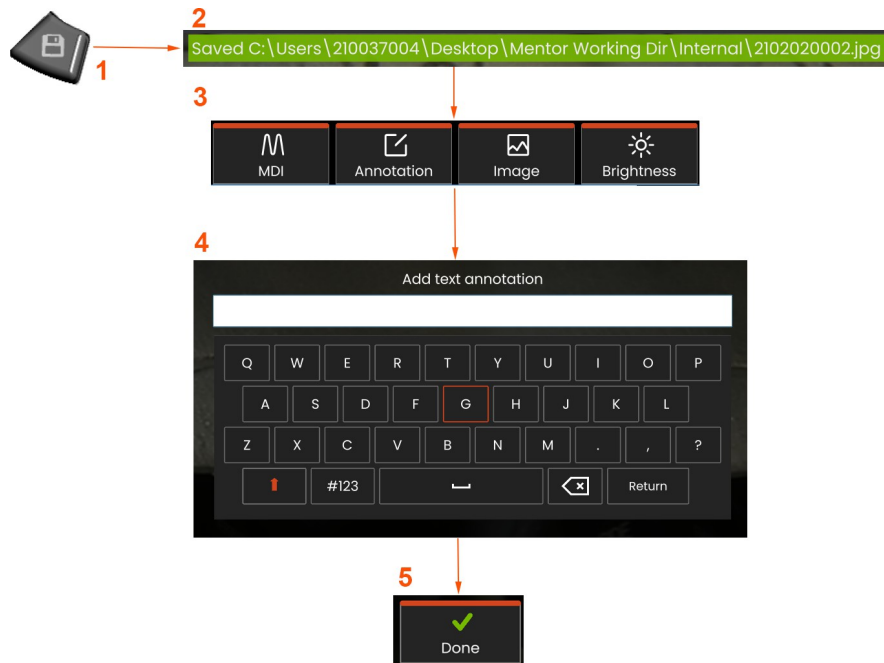 1
2
Saved C:\Users\210037004\Desktop\Mentor Working Dir\Internal\2102020002.jpg
3
MDI Annotation Image Brightness
4
Add text annotation
Q W E R T Y U I O P
A S D F G H J K L
Z X C V B N M . , ?
#123 Return
5
Done